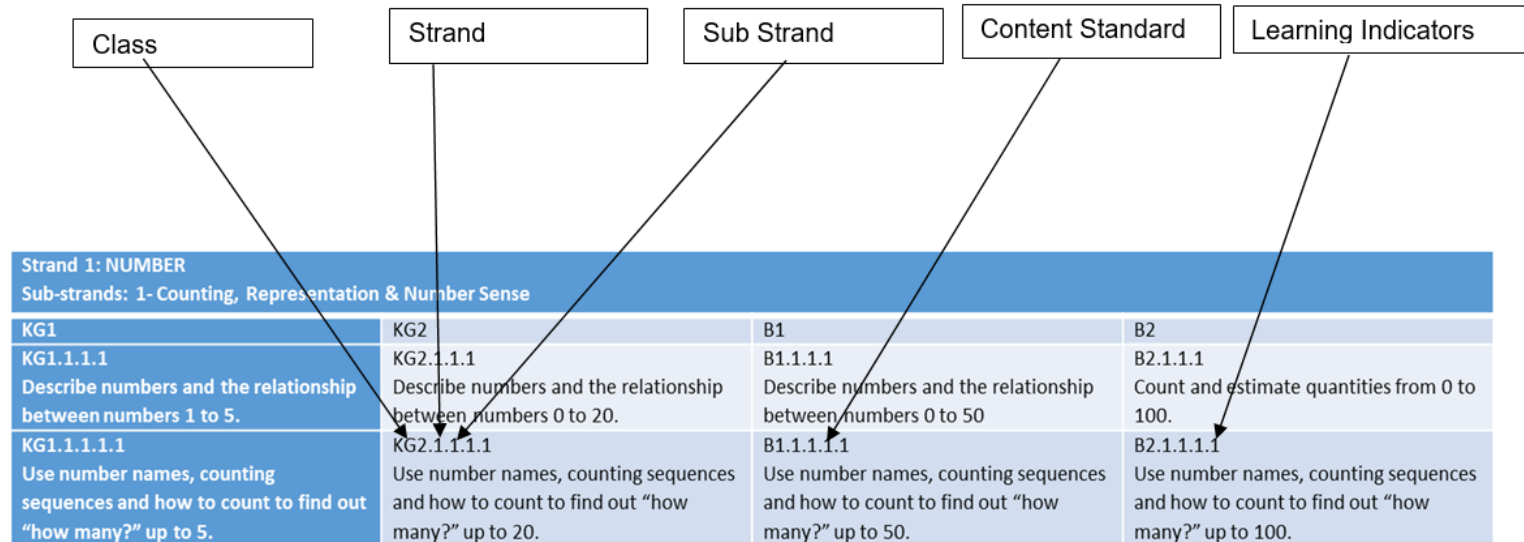 Class
Strand
Sub Strand
Content Standard
Learning Indicators
Strand 1: NUMBER
Sub-strands: 1- Counting, Representation & Number Sense
KG1
KG2
B1
B2
KG1.1.1.1
Describe numbers and the relationship
between numbers 1 to 5.
KG2.1.1.1
Describe numbers and the relationship
between numbers 0 to 20.
B1.1.1.1
Describe numbers and the relationship
between numbers 0 to 50
B2.1.1.1
Count and estimate quantities from 0 to
100.
KG1.1.1.1.1
Use number names, counting
sequences and how to count to find out
“how many?” up to 5.
KG2.1.1.1.1
Use number names, counting sequences
and how to count to find out “how
many?” up to 20.
B1.1.1.1.1
Use number names, counting sequences
and how to count to find out “how
many?” up to 50.
B2.1.1.1.1
Use number names, counting sequences
and how to count to find out “how
many?” up to 100.